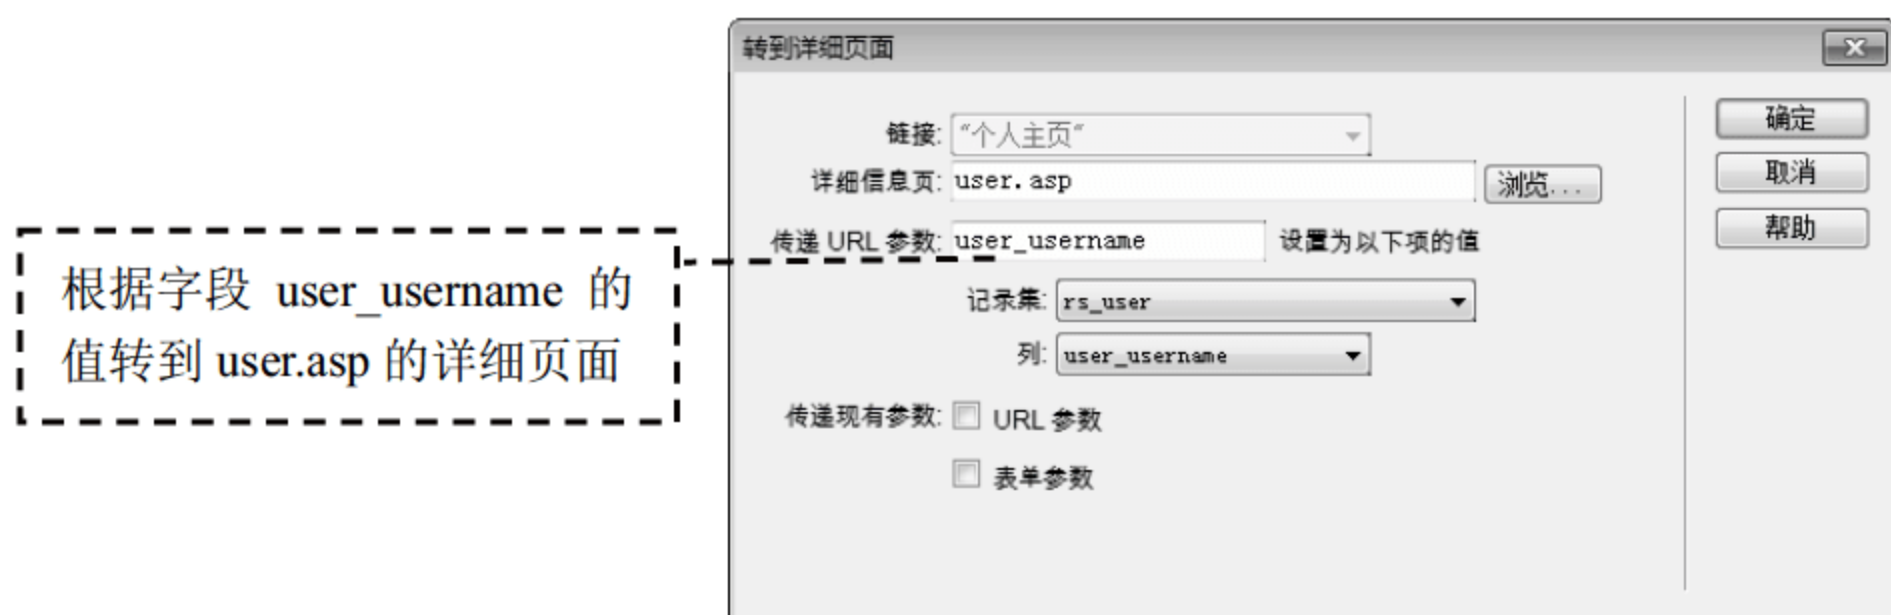 转到详细页面
链接: “个人主页”
详细信息页: user.asp 浏览...
传递 URL 参数: user_username 设置为以下项的值
记录集: rs_user
列: user_username
传递现有参数: URL 参数
表单参数
确定
取消
帮助
根据字段 user_username 的
值转到 user.asp 的详细页面